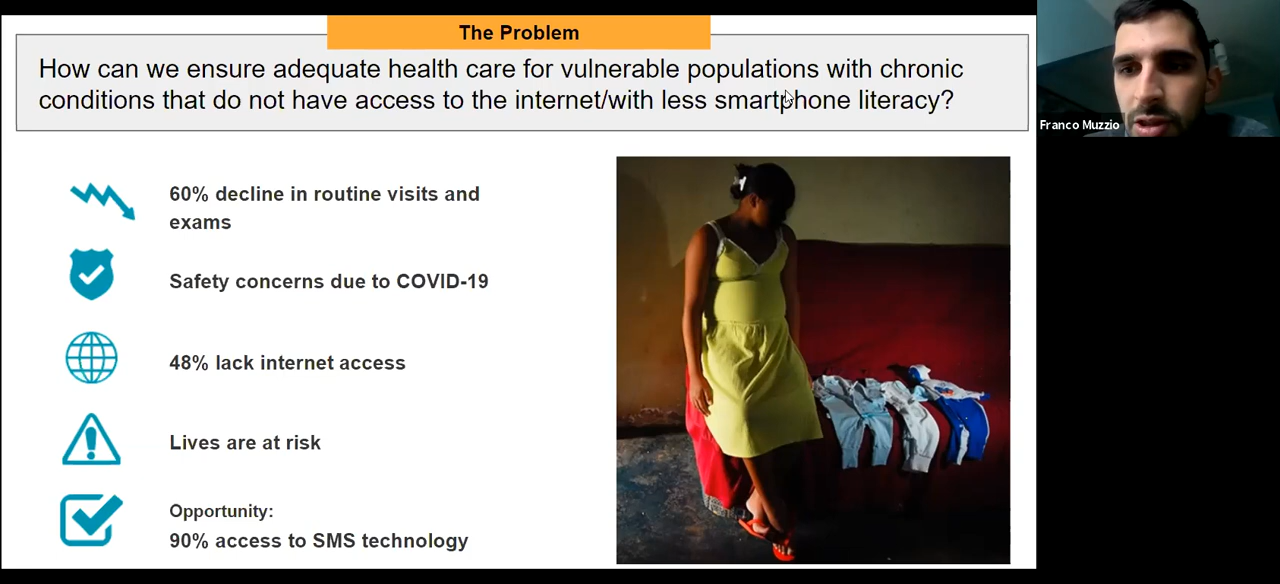 The Problem
How can we ensure adequate health care for vulnerable populations with chronic
conditions that do not have access to the internet/with less smartphone literacy?
Franco Muzzio
60% decline in routine visits and
exams
Safety concerns due to COVID-19
48% lack internet access
Lives are at risk
Opportunity:
90% access to SMS technology